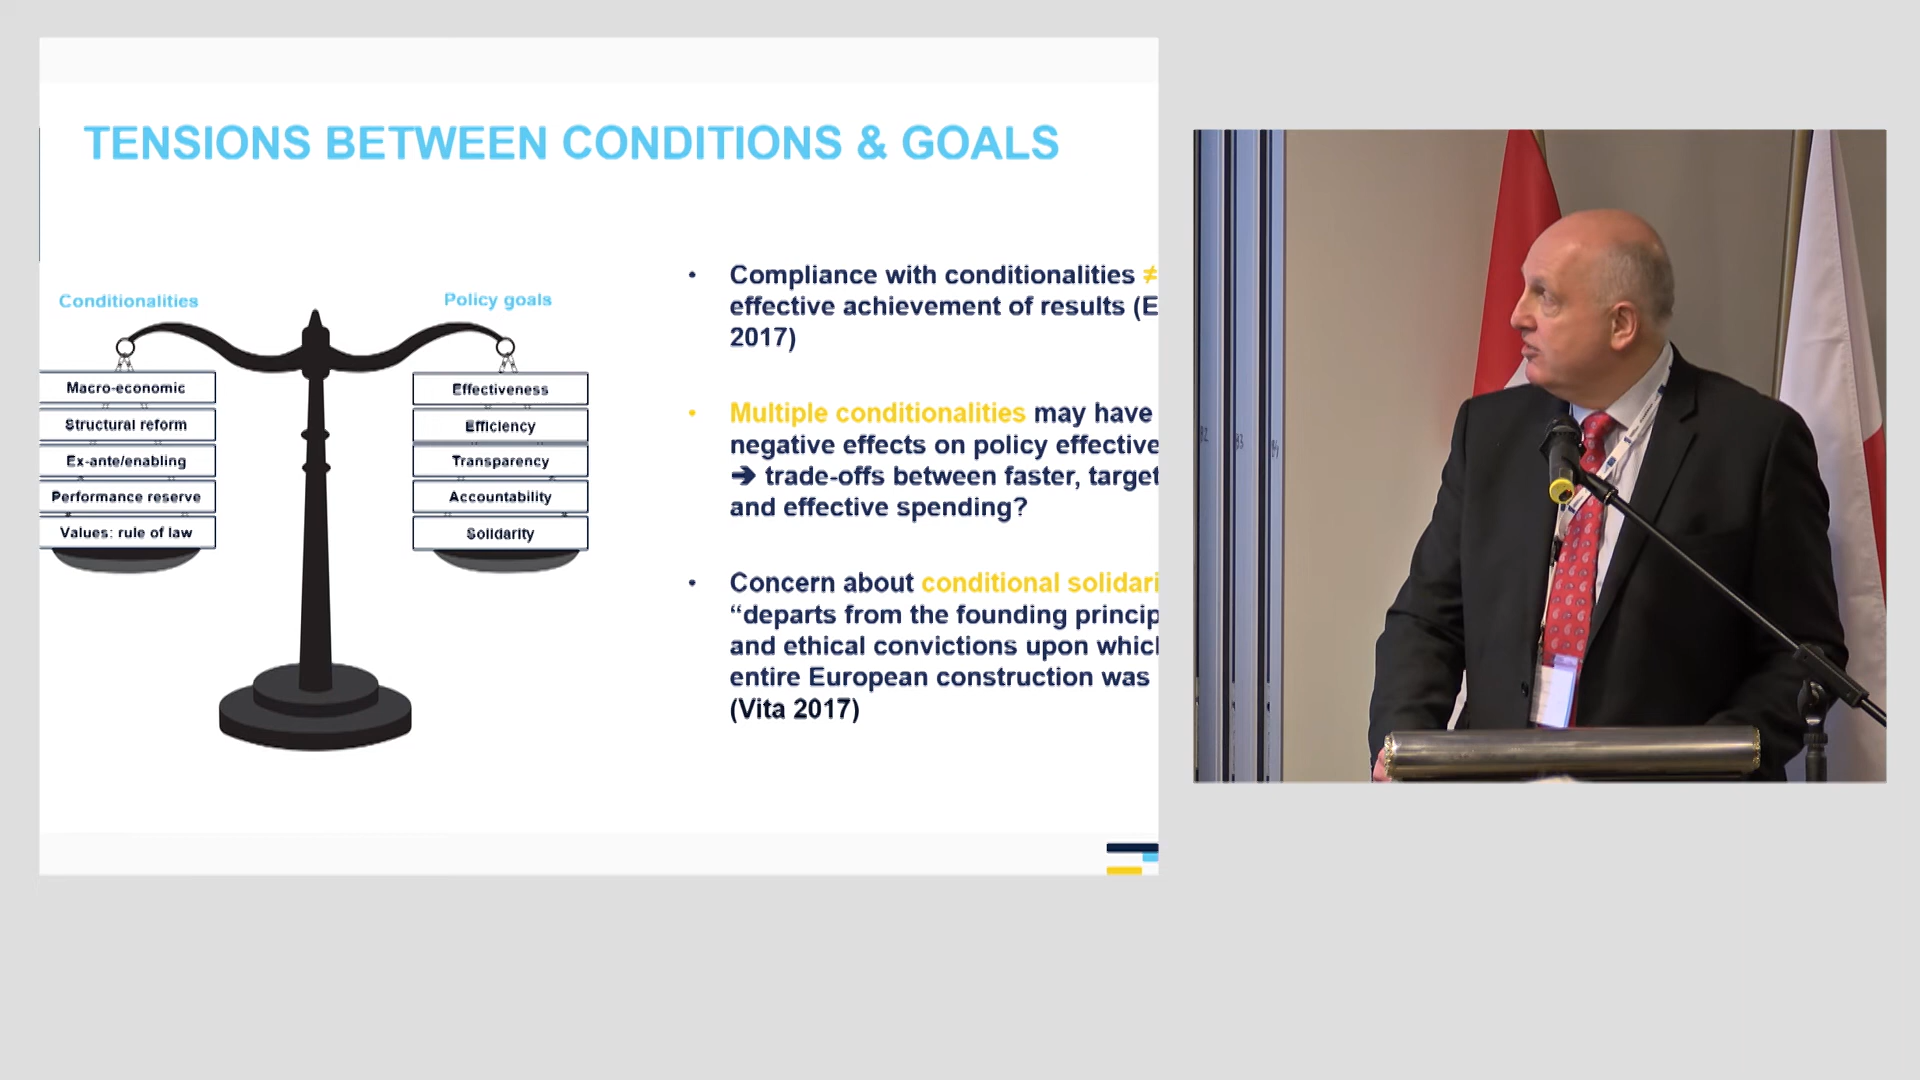 TENSIONS BETWEEN CONDITIONS & GOALS
Conditionalities
Macro-economic
Structural reform
Ex-ante/enabling
Performance reserve
Values: rule of law
Policy goals
Effectiveness
Efficiency
Transparency
Accountability
Solidarity
• Compliance with conditionalities ≠
effective achievement of results (E
2017)
• Multiple conditionalities may have
negative effects on policy effective
➔ trade-offs between faster, target
and effective spending?
• Concern about conditional solidari
“departs from the founding princip
and ethical convictions upon whic
entire European construction was
(Vita 2017)